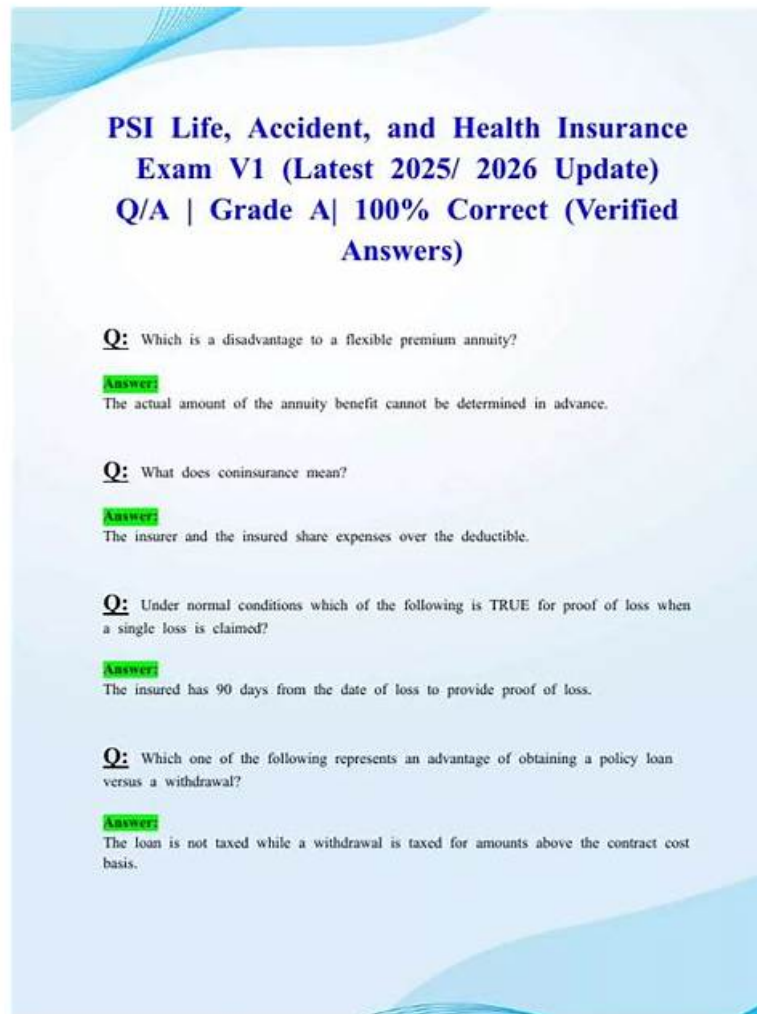 PSI Life, Accident, and Health Insurance
Exam V1 (Latest 2025/ 2026 Update)
Q/A | Grade A| 100% Correct (Verified
Answers)
Q: Which is a disadvantage to a flexible premium annuity?
Answer:
The actual amount of the annuity benefit cannot be determined in advance.
Q: What does coninsurance mean?
Answer:
The insurer and the insured share expenses over the deductible.
Q: Under normal conditions which of the following is TRUE for proof of loss when
a single loss is claimed?
Answer:
The insured has 90 days from the date of loss to provide proof of loss.
Q: Which one of the following represents an advantage of obtaining a policy loan
versus a withdrawal?
Answer:
The loan is not taxed while a withdrawal is taxed for amounts above the contract cost
basis.